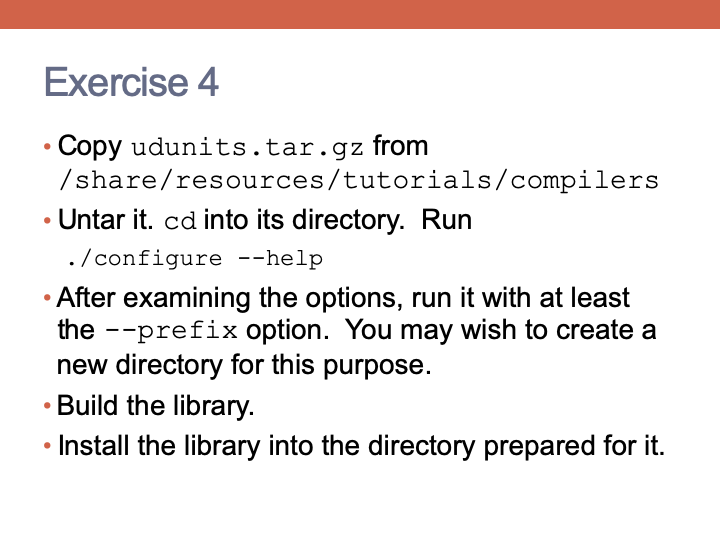 Exercise 4
• Copy udunits.tar.gz from
/share/resources/tutorials/compilers
• Untar it. cd into its directory.  Run
./configure --help
• After examining the options, run it with at least
the --prefix option.  You may wish to create a
new directory for this purpose.
• Build the library.
• Install the library into the directory prepared for it.